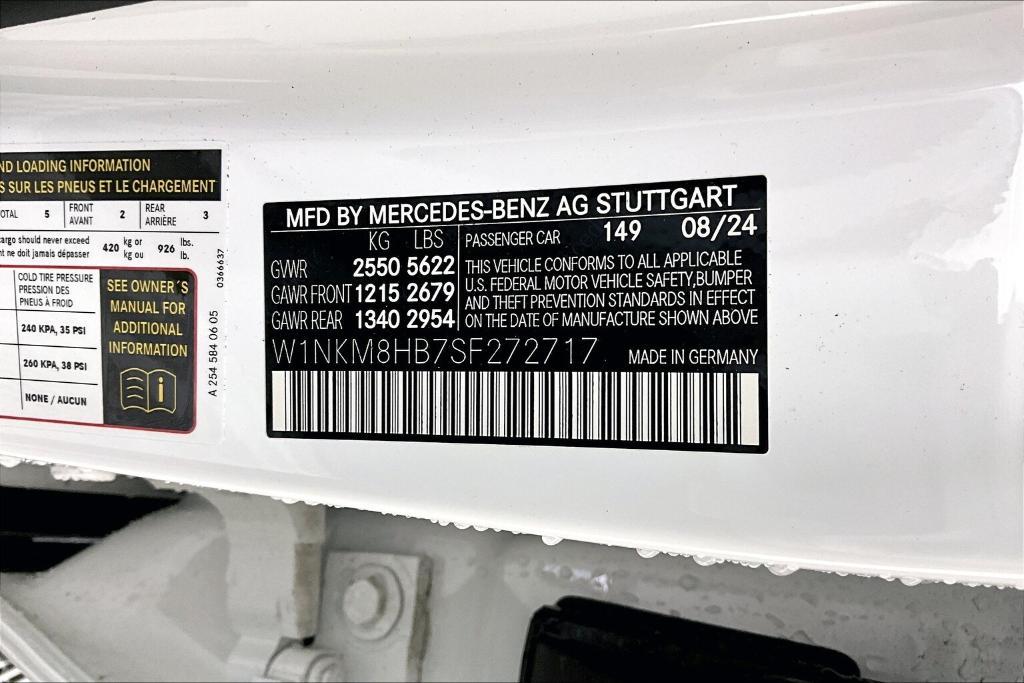 ND LOADING INFORMATION
S SUR LES PNEUS ET LE CHARGEMENT
OTAL 5 FRONT AVANT 2 REAR ARRIÈRE 3
cargo should never exceed 420 kg or 926 lbs.
nt ne doit jamais dépasser kg ou lb.
COLD TIRE PRESSURE
PRESSION DES
PNEUS À FROID
240 KPA, 35 PSI
260 KPA, 38 PSI
NONE / AUCUN
SEE OWNER´S
MANUAL FOR
ADDITIONAL
INFORMATION
i
0366637
A 254 584 06 05
MFD BY MERCEDES-BENZ AG STUTTGART
KG LBS
GVWR 2550 5622
GAWR FRONT 1215 2679
GAWR REAR 1340 2954
PASSENGER CAR 149 08/24
THIS VEHICLE CONFORMS TO ALL APPLICABLE
U.S. FEDERAL MOTOR VEHICLE SAFETY,BUMPER
AND THEFT PREVENTION STANDARDS IN EFFECT
ON THE DATE OF MANUFACTURE SHOWN ABOVE
W1NKM8HB7SF272717 MADE IN GERMANY